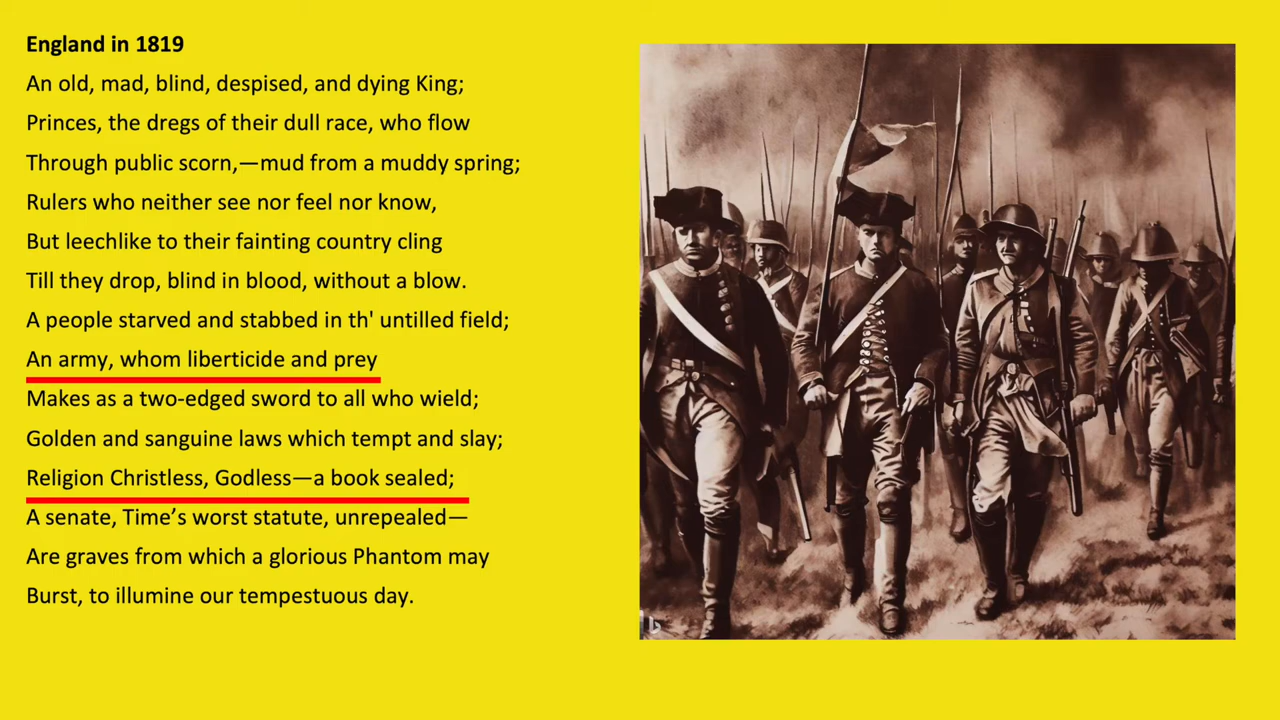 England in 1819
An old, mad, blind, despised, and dying King;
Princes, the dregs of their dull race, who flow
Through public scorn,—mud from a muddy spring;
Rulers who neither see nor feel nor know,
But leechlike to their fainting country cling
Till they drop, blind in blood, without a blow.
A people starved and stabbed in th' untilled field;
An army, whom liberticide and prey
Makes as a two-edged sword to all who wield;
Golden and sanguine laws which tempt and slay;
Religion Christless, Godless—a book sealed;
A senate, Time’s worst statute, unrepealed—
Are graves from which a glorious Phantom may
Burst, to illumine our tempestuous day.